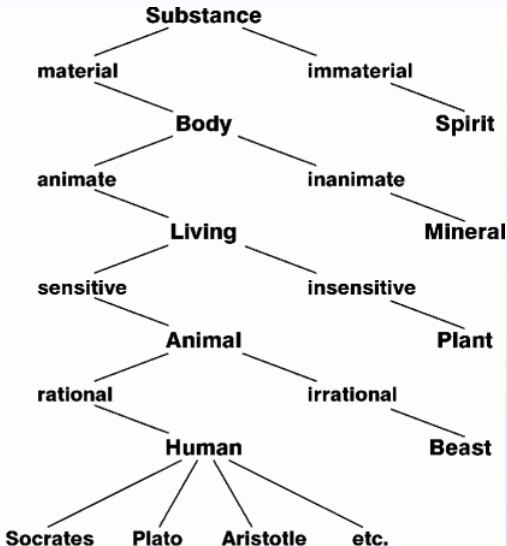 Substance
material immaterial
Body Spirit
animate inanimate
Living Mineral
sensitive insensitive
Animal Plant
rational irrational
Human Beast
Socrates Plato Aristotle etc.